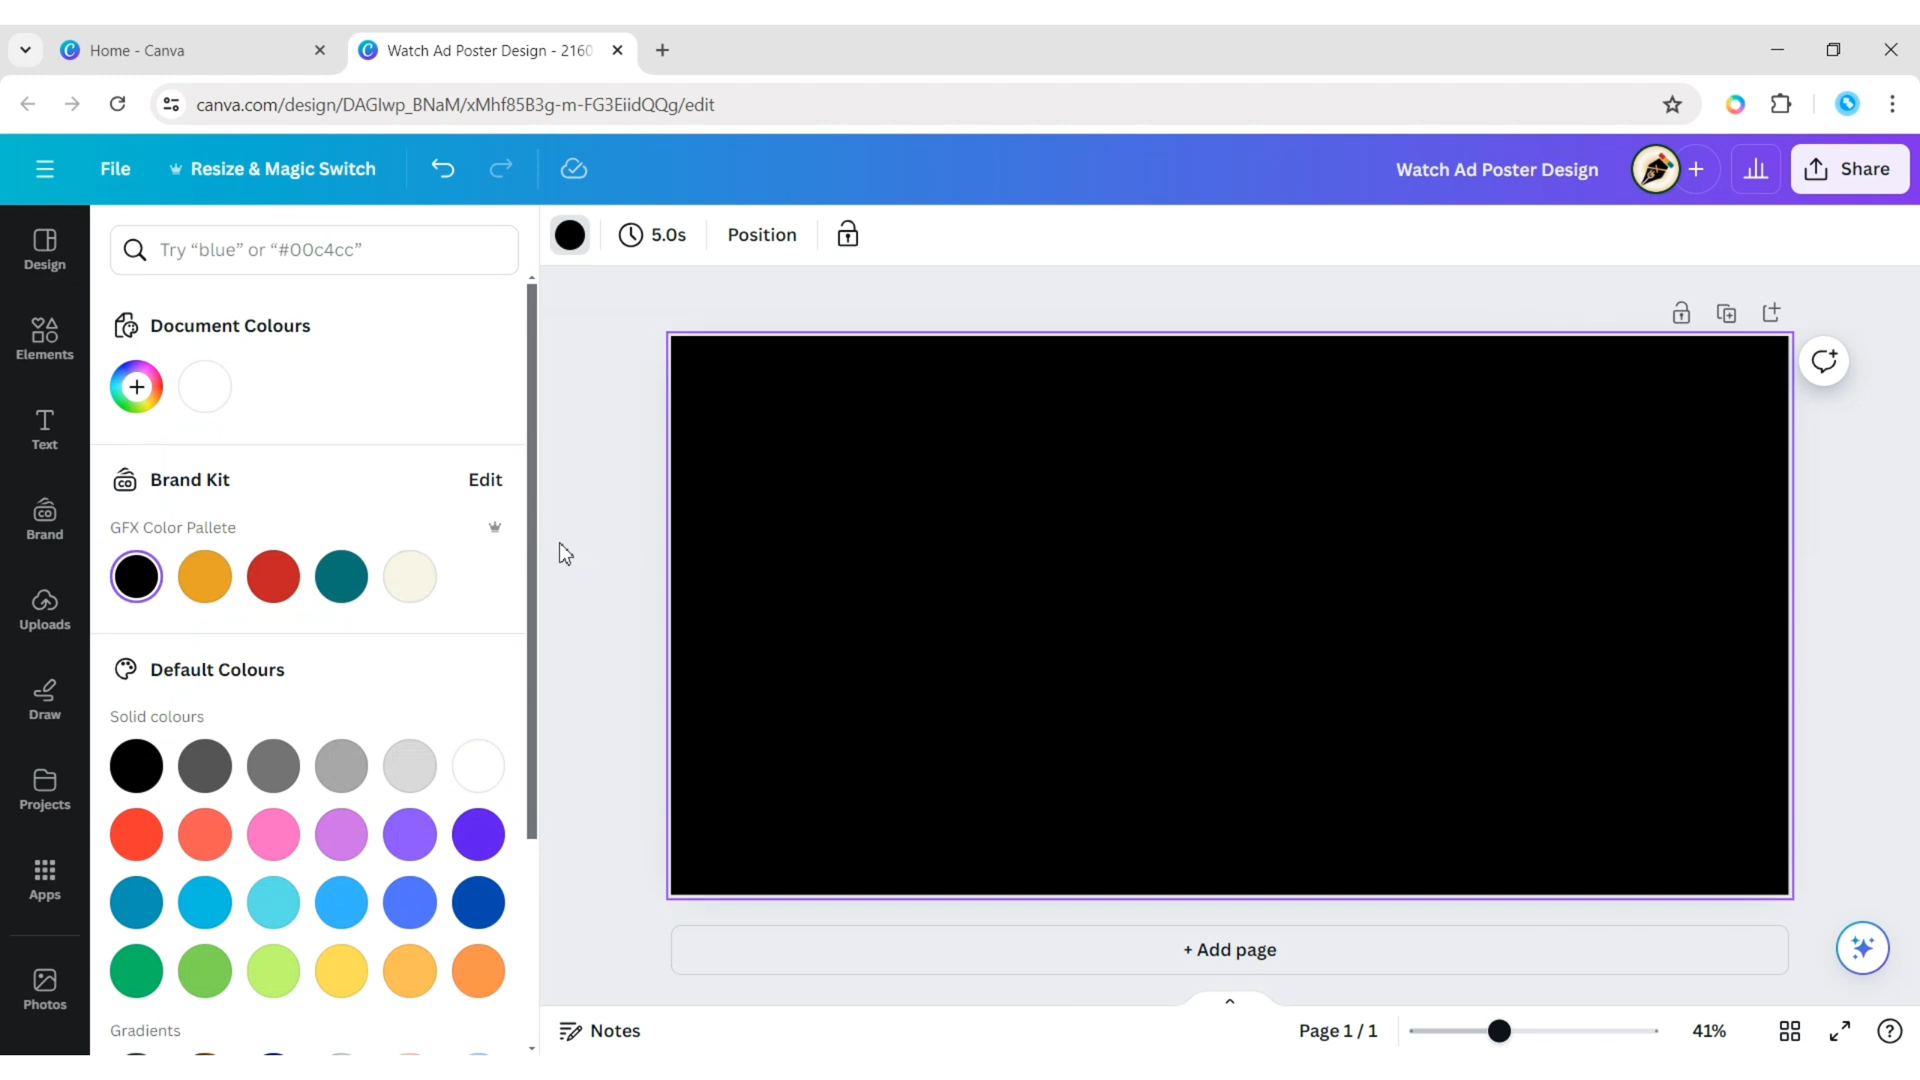 Home - Canva
Watch Ad Poster Design - 2160
canva.com/design/DAGIwp_BNaM/xMhf85B3g-m-FG3EiidQQg/edit
File
Resize & Magic Switch
Watch Ad Poster Design
Share
Design
Elements
Text
Brand
Uploads
Draw
Projects
Apps
Photos
Try “blue” or “#00c4cc”
5.0s
Position
Document Colours
Brand Kit
Edit
GFX Color Pallete
Default Colours
Solid colours
Gradients
+ Add page
Notes
Page 1 / 1
41%